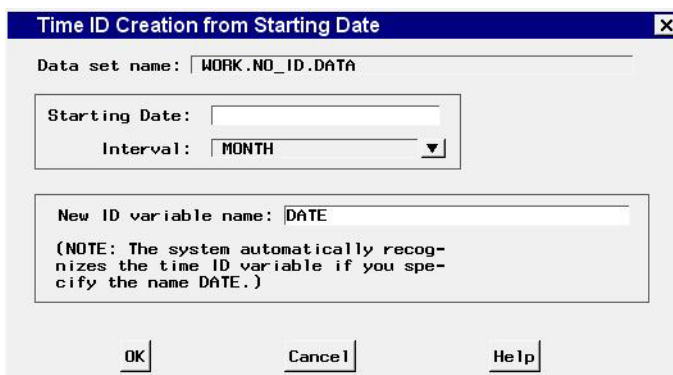 Time ID Creation from Starting Date
Data set name: WORK.NO_ID.DATA
Starting Date:
Interval: MONTH
New ID variable name: DATE
(NOTE: The system automatically recog-
nizes the time ID variable if you spe-
cify the name DATE.)
OK Cancel Help